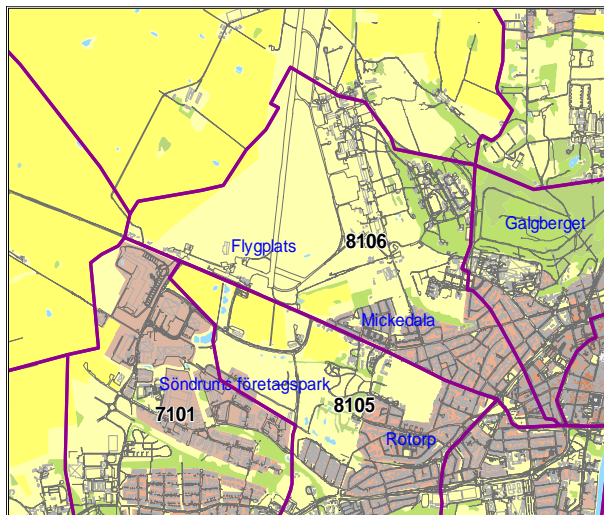 Galgberget
Flygplats
8106
Mickedala
Söndrums företagspark
7101
8105
Rotorp